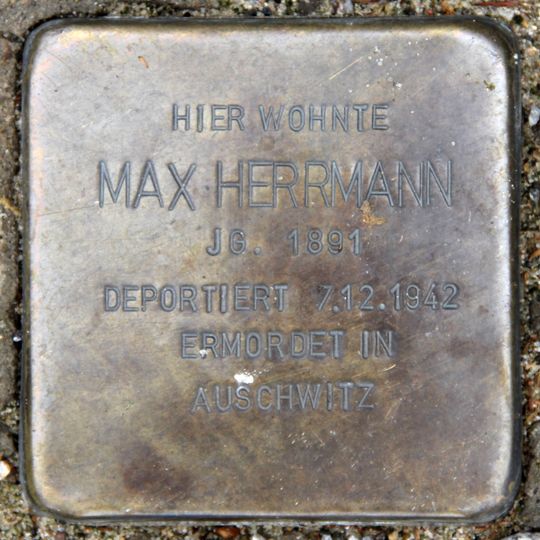 HIER WOHNTE
MAX HERRMANN
JG. 1891
DEPORTIERT 7.12.1942
ERMORDET IN
AUSCHWITZ